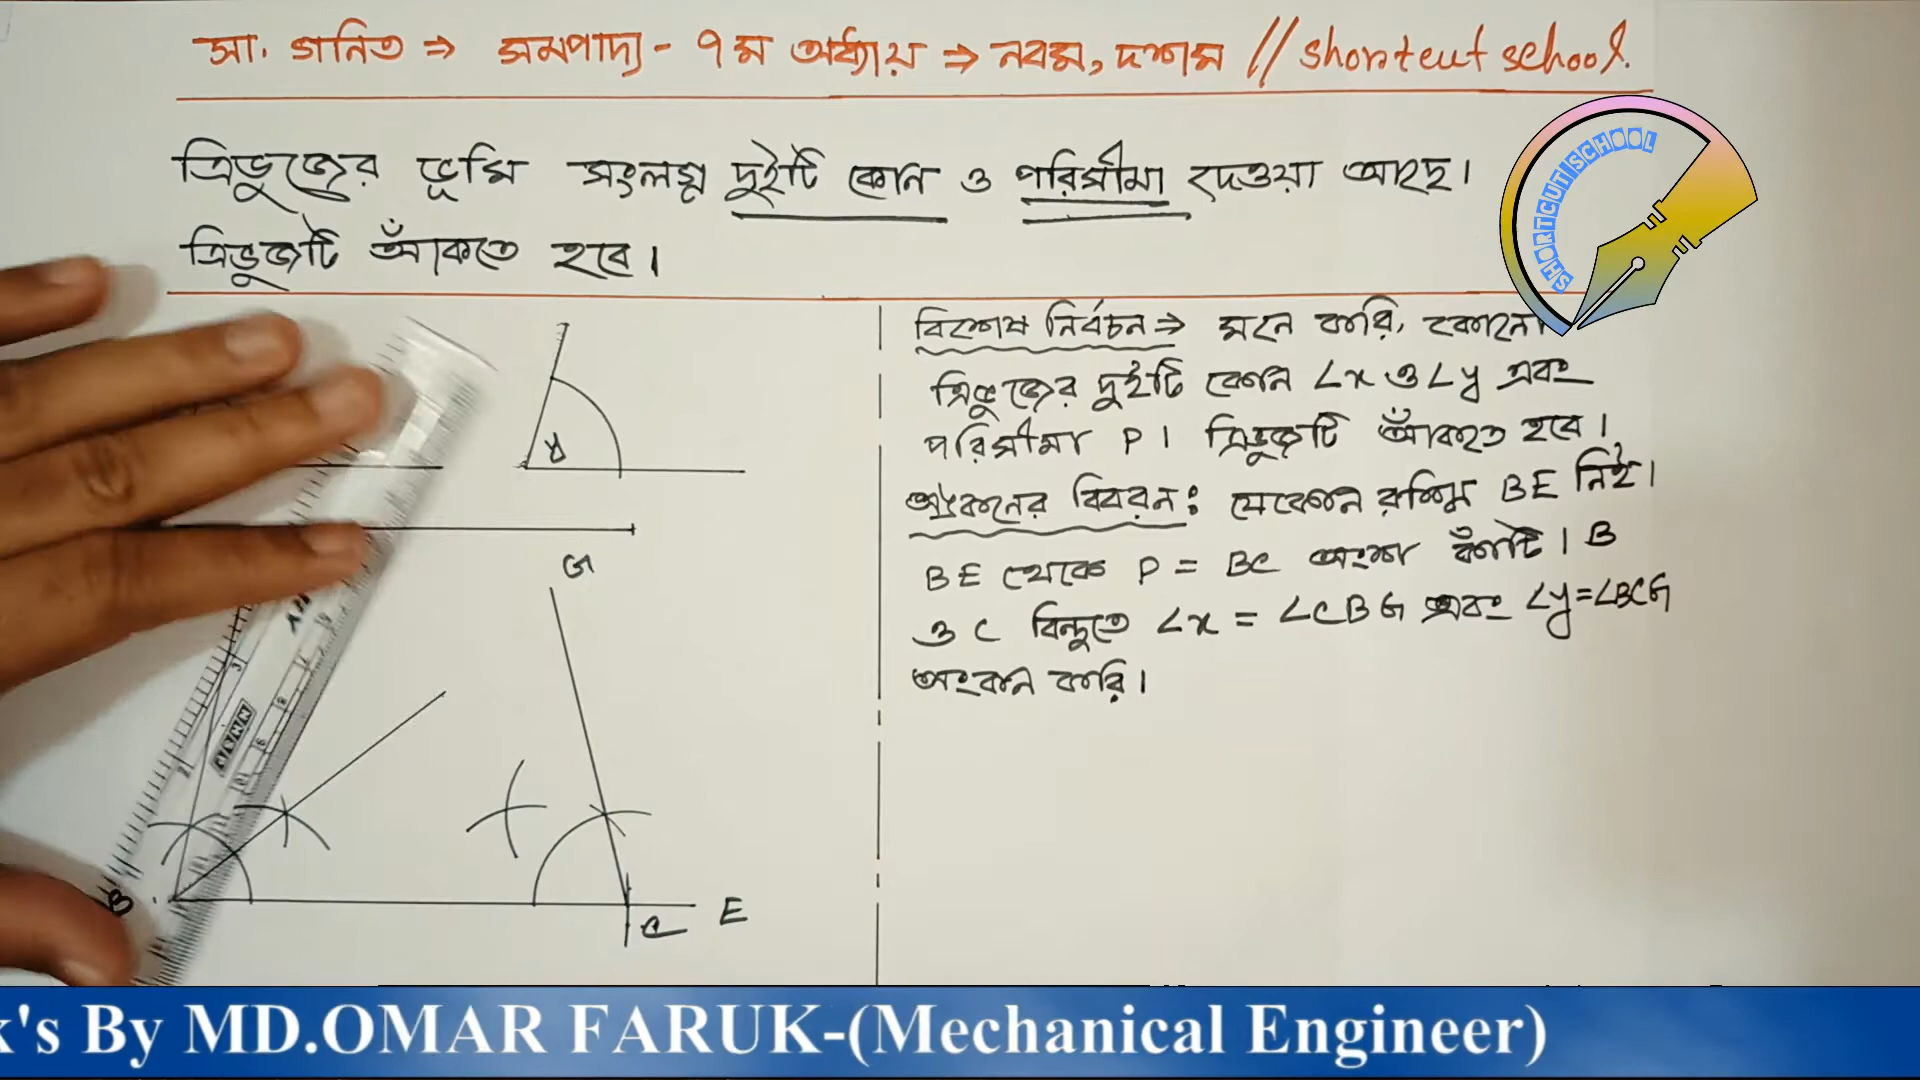 সা. গনিত ⇒ সমপাদ্য - ৭ম অধ্যায় ⇒ নবম, দশম // shortcut school.
ত্রিভুজের ভূমি সংলগ্ন দুইটি কোন ও পরিসীমা দেওয়া আছে।
ত্রিভুজটি আঁকতে হবে।
SHORTCUT SCHOOL
বিশেষ নির্বচন ⇒ মনে করি, কোনো
ত্রিভুজের দুইটি কোন ∠x ও ∠y এবং
পরিসীমা P। ত্রিভুজটি আঁকতে হবে।
অংকনের বিবরন: যেকোন রশ্মি BE নিই।
BE থেকে P = BC অংশ কাটি। B
ও C বিন্দুতে ∠x = ∠CBG এবং ∠y=∠BCG
অংকন করি।
y
G
B
C
E
k's By MD.OMAR FARUK-(Mechanical Engineer)